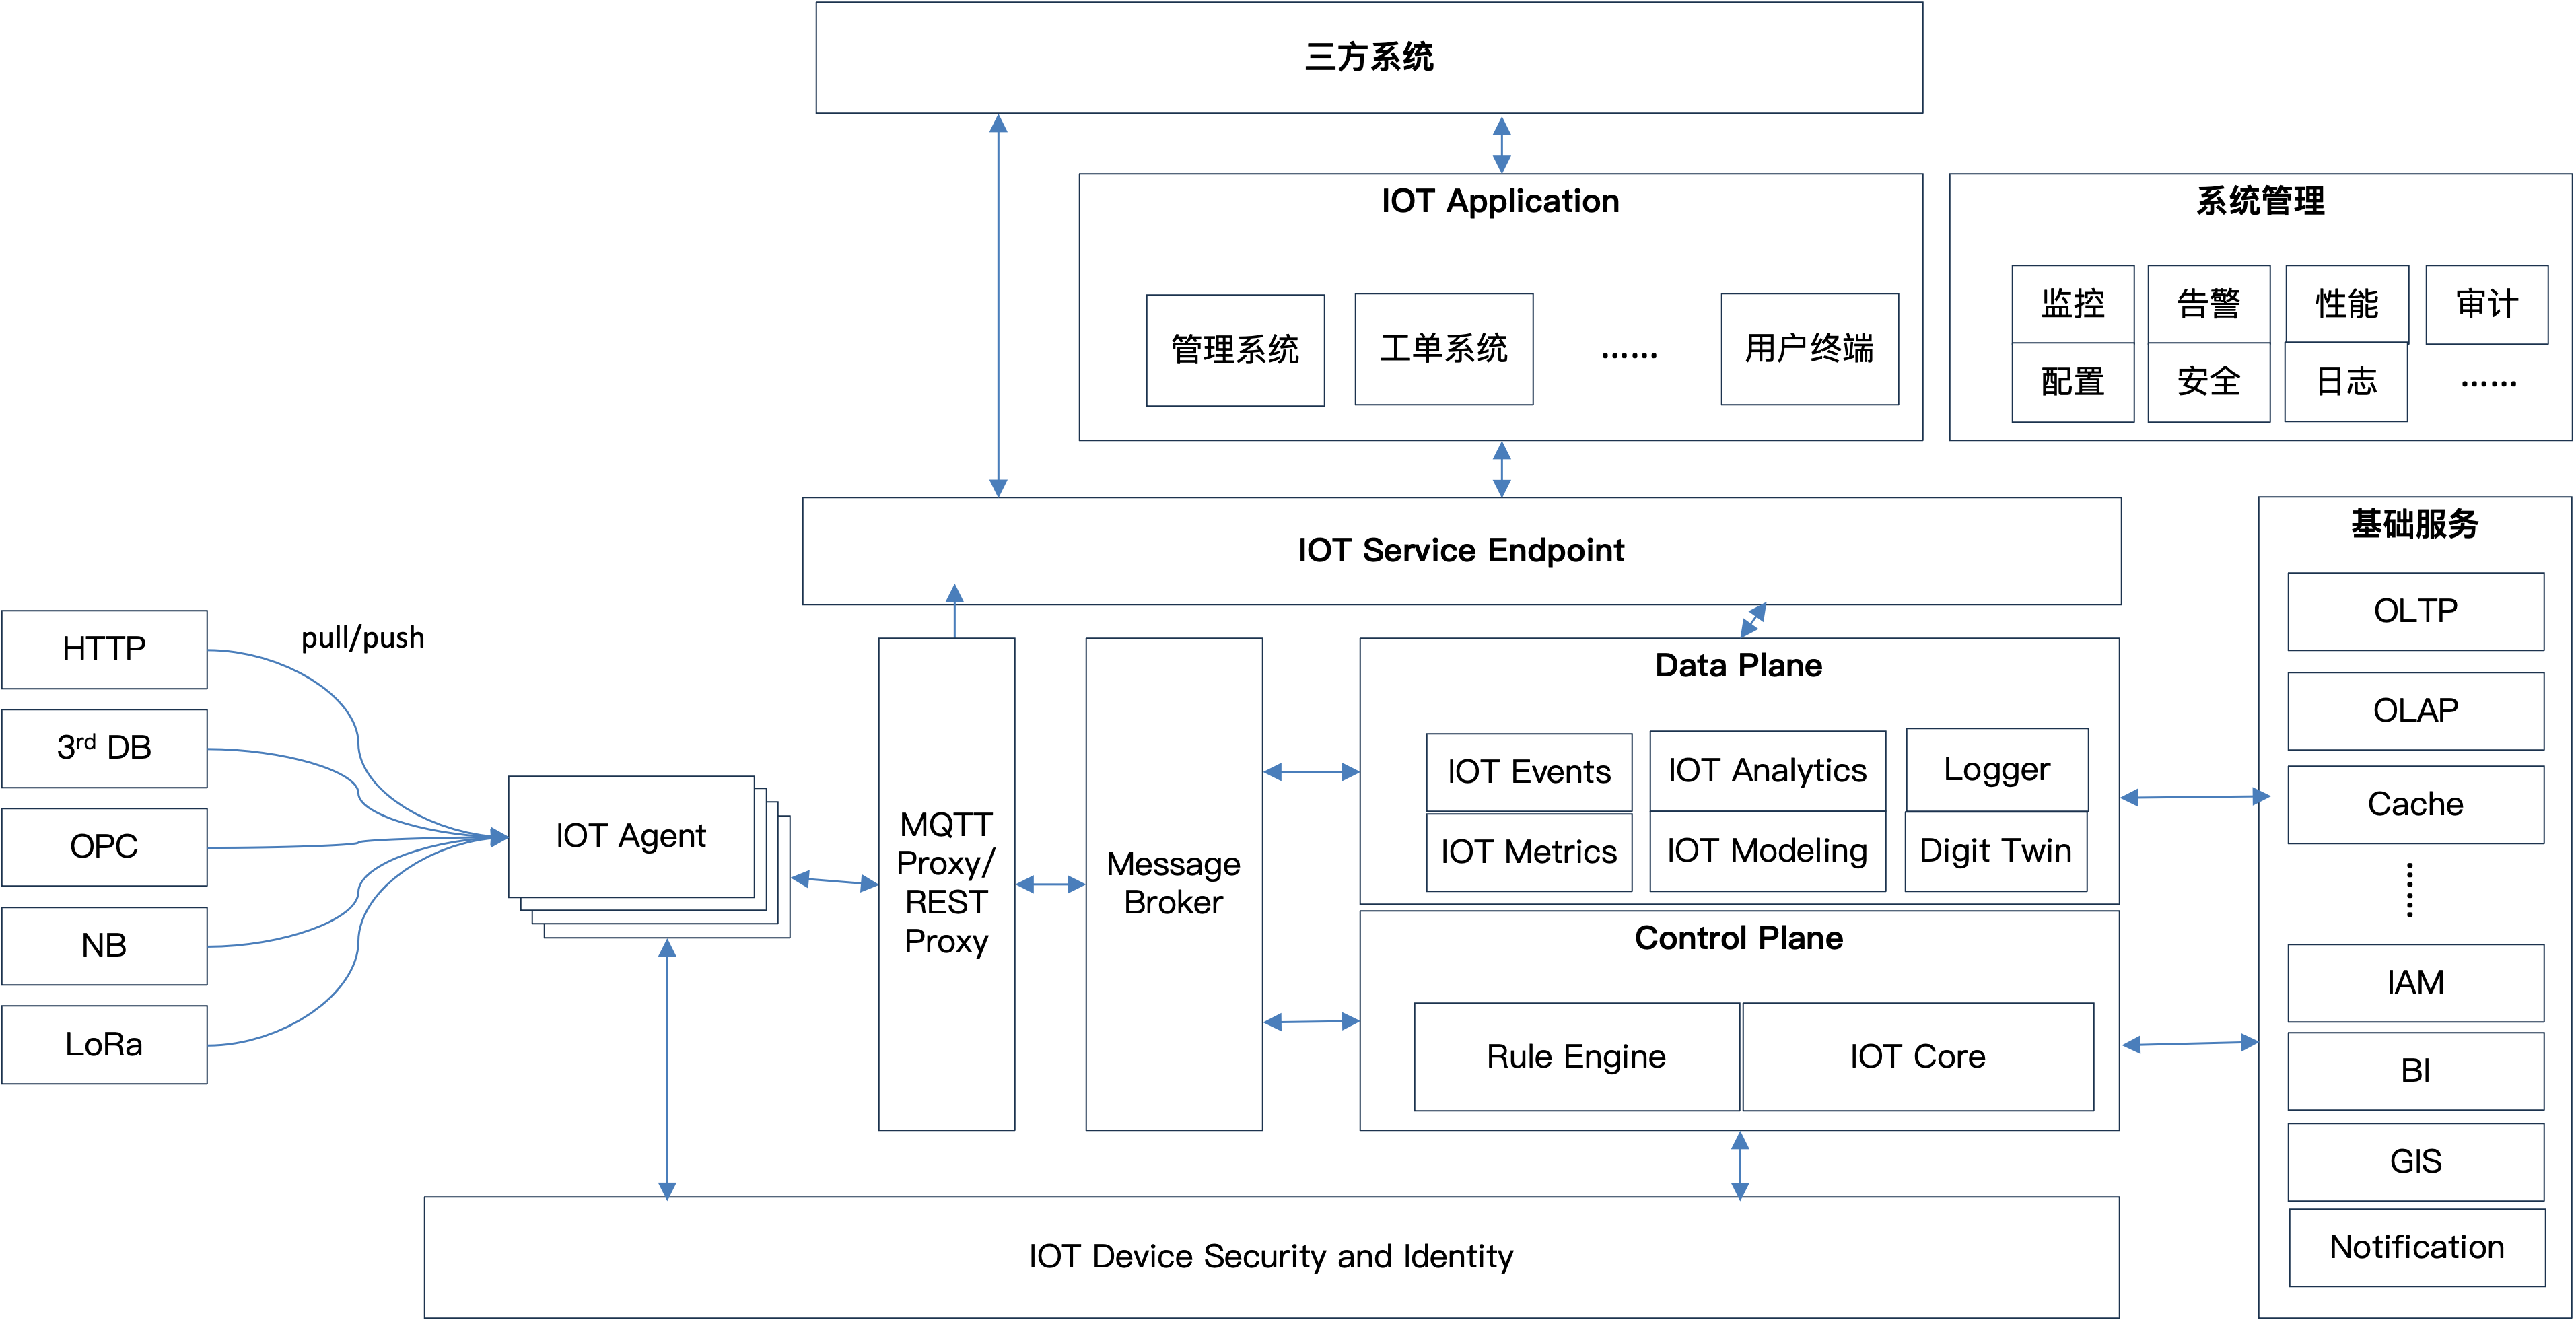 三方系统
IOT Application
管理系统
工单系统
……
用户终端
系统管理
监控
告警
性能
审计
配置
安全
日志
……
IOT Service Endpoint
基础服务
OLTP
OLAP
Cache
……
IAM
BI
GIS
Notification
HTTP
pull/push
3rd DB
OPC
NB
LoRa
IOT Agent
MQTT
Proxy/
REST
Proxy
Message
Broker
Data Plane
IOT Events
IOT Analytics
Logger
IOT Metrics
IOT Modeling
Digit Twin
Control Plane
Rule Engine
IOT Core
IOT Device Security and Identity